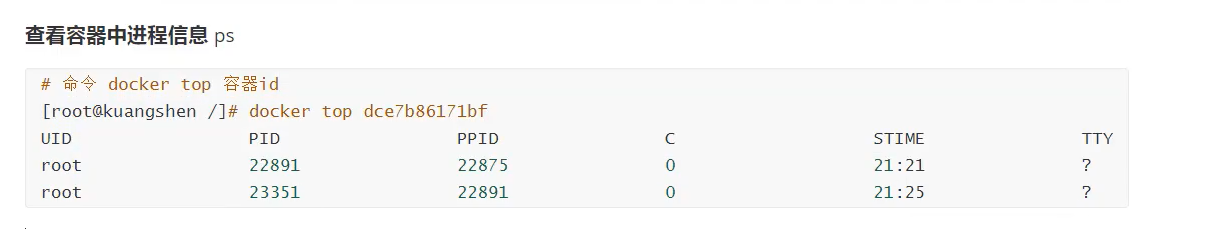 查看容器中进程信息 ps
# 命令 docker top 容器id
[root@kuangshen /]# docker top dce7b86171bf
UID PID PPID C STIME TTY
root 22891 22875 0 21:21 ?
root 23351 22891 0 21:25 ?